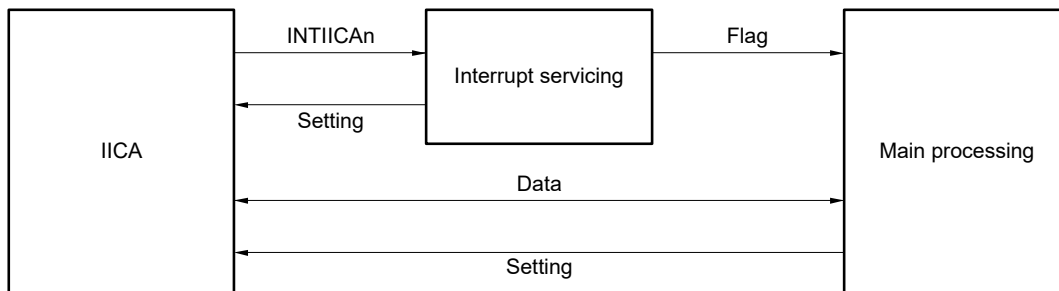 INTIICAn
Flag
Interrupt servicing
Setting
IICA
Main processing
Data
Setting